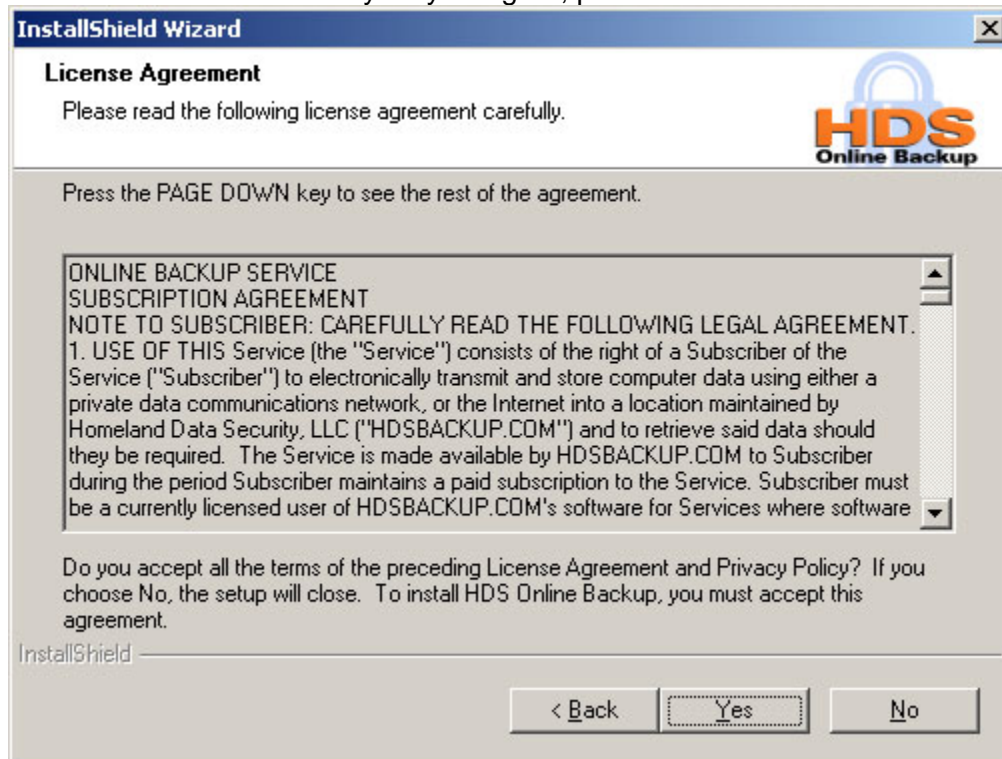 InstallShield Wizard
License Agreement
Please read the following license agreement carefully.
HDS
Online Backup
Press the PAGE DOWN key to see the rest of the agreement.
ONLINE BACKUP SERVICE
SUBSCRIPTION AGREEMENT
NOTE TO SUBSCRIBER: CAREFULLY READ THE FOLLOWING LEGAL AGREEMENT.
1. USE OF THIS Service (the "Service") consists of the right of a Subscriber of the
Service ("Subscriber") to electronically transmit and store computer data using either a
private data communications network, or the Internet into a location maintained by
Homeland Data Security, LLC ("HDSBACKUP.COM") and to retrieve said data should
they be required.  The Service is made available by HDSBACKUP.COM to Subscriber
during the period Subscriber maintains a paid subscription to the Service. Subscriber must
be a currently licensed user of HDSBACKUP.COM's software for Services where software
Do you accept all the terms of the preceding License Agreement and Privacy Policy?  If you
choose No, the setup will close.  To install HDS Online Backup, you must accept this
agreement.
InstallShield
< Back
Yes
No